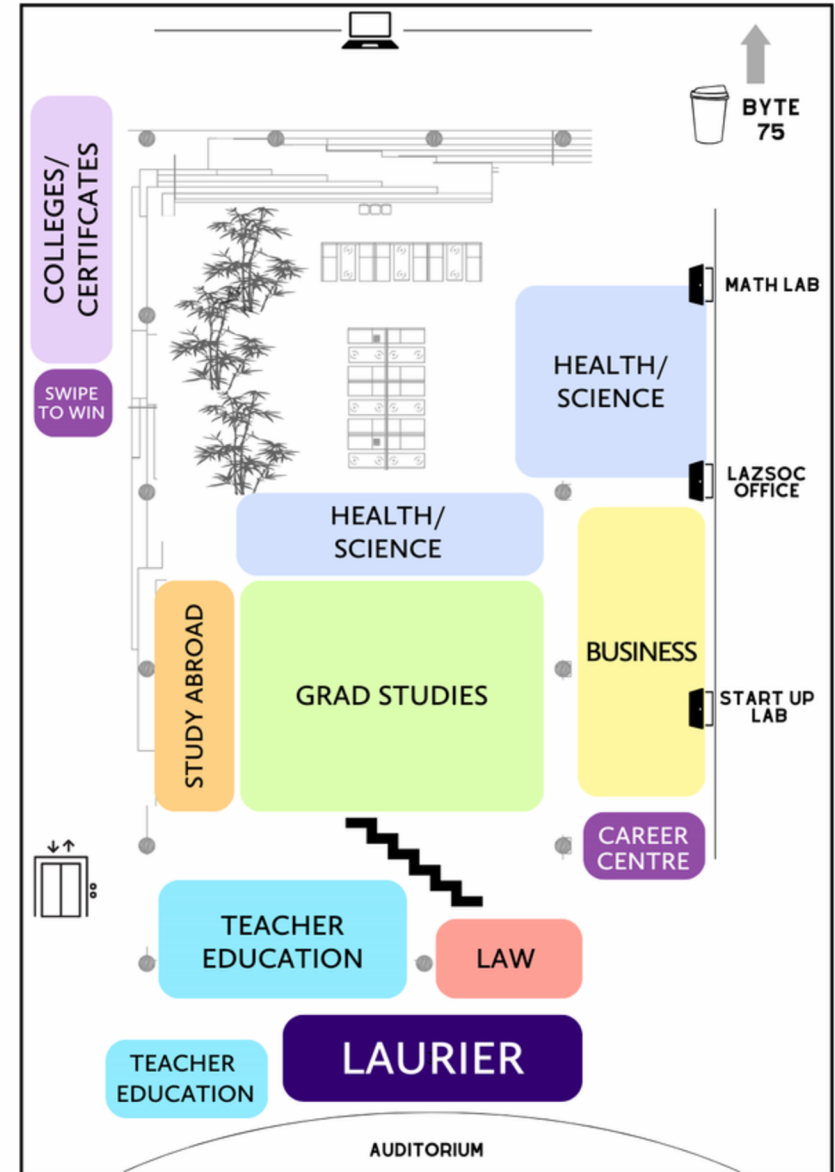 BYTE
75
COLLEGES/
CERTIFCATES
MATH LAB
HEALTH/
SCIENCE
SWIPE
TO WIN
LAZSOC
OFFICE
HEALTH/
SCIENCE
STUDY ABROAD
GRAD STUDIES
BUSINESS
START UP
LAB
CAREER
CENTRE
TEACHER
EDUCATION
LAW
LAURIER
TEACHER
EDUCATION
AUDITORIUM